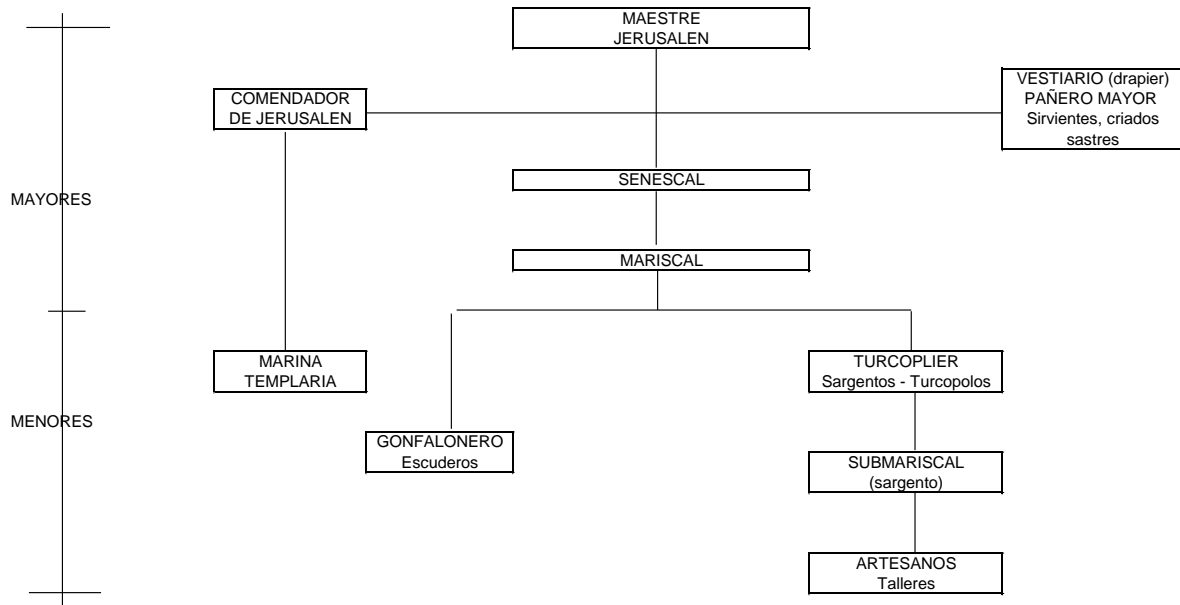 MAESTRE
JERUSALEN
COMENDADOR
DE JERUSALEN
VESTIARIO (drapier)
PAÑERO MAYOR
Sirvientes, criados
sastres
SENESCAL
MAYORES
MARISCAL
MARINA
TEMPLARIA
TURCOPLIER
Sargentos - Turcopolos
MENORES
GONFALONERO
Escuderos
SUBMARISCAL
(sargento)
ARTESANOS
Talleres